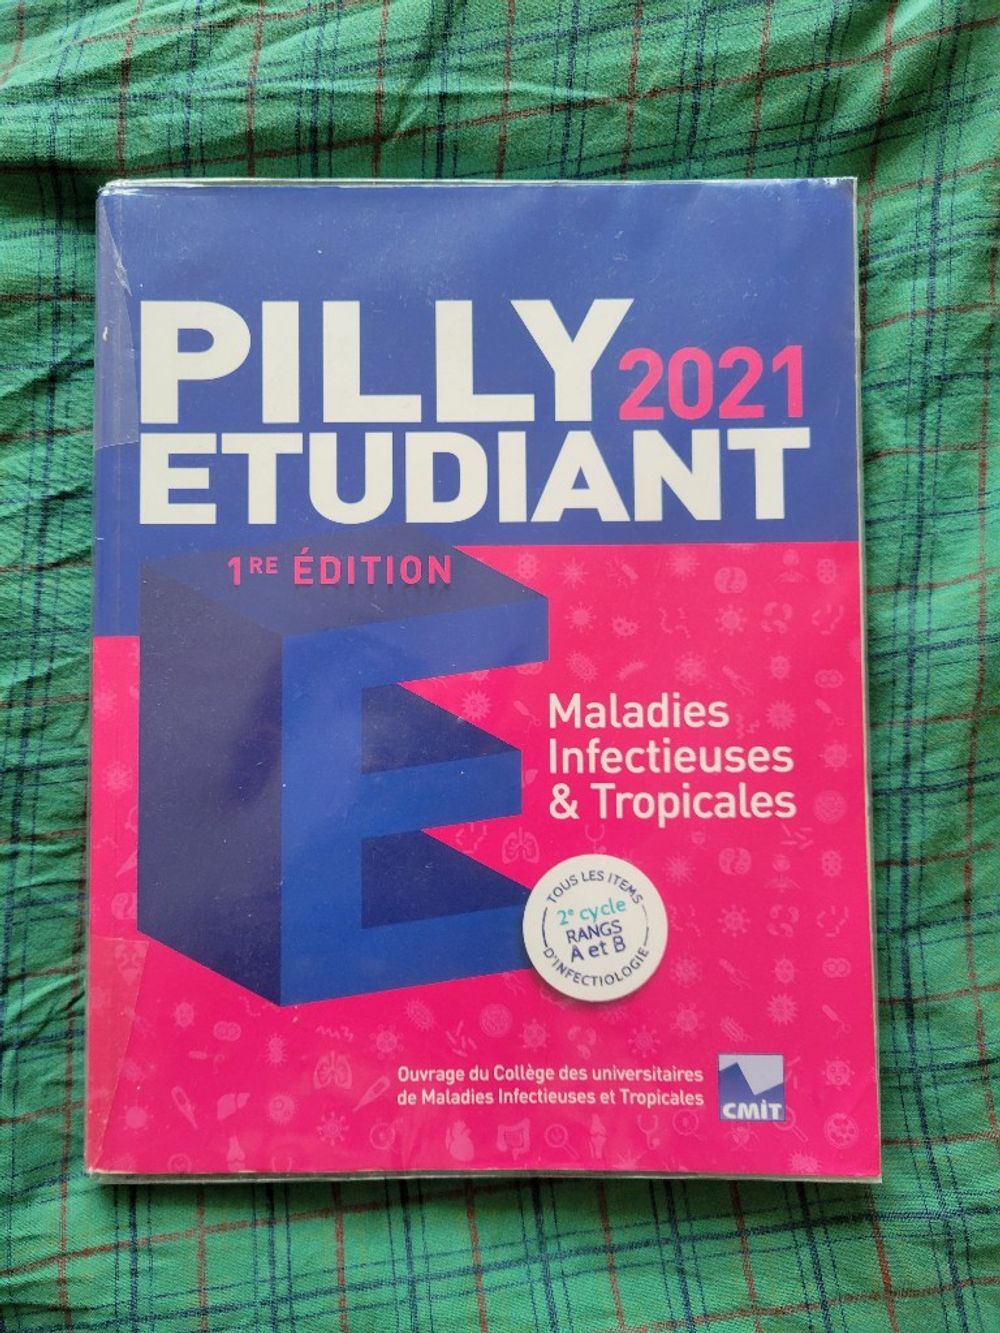 PILLY
2021
ETUDIANT
1RE ÉDITION
Maladies
Infectieuses
& Tropicales
TOUS LES ITEMS
2e cycle
RANGS
A et B
D'INFECTIOLOGIE
Ouvrage du Collège des universitaires
de Maladies Infectieuses et Tropicales
CMiT